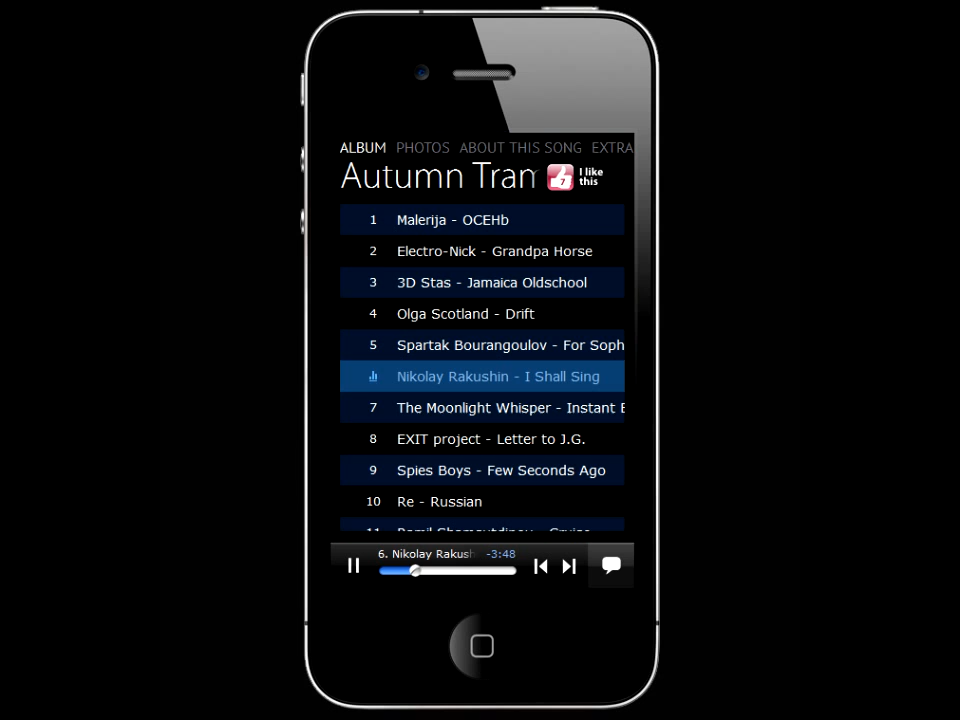 ALBUM PHOTOS ABOUT THIS SONG EXTRA
Autumn Tran
7 I like this
1 Malerija - OCEHb
2 Electro-Nick - Grandpa Horse
3 3D Stas - Jamaica Oldschool
4 Olga Scotland - Drift
5 Spartak Bourangoulov - For Soph
Nikolay Rakushin - I Shall Sing
7 The Moonlight Whisper - Instant
8 EXIT project - Letter to J.G.
9 Spies Boys - Few Seconds Ago
10 Re - Russian
11
6. Nikolay Rakush -3:48